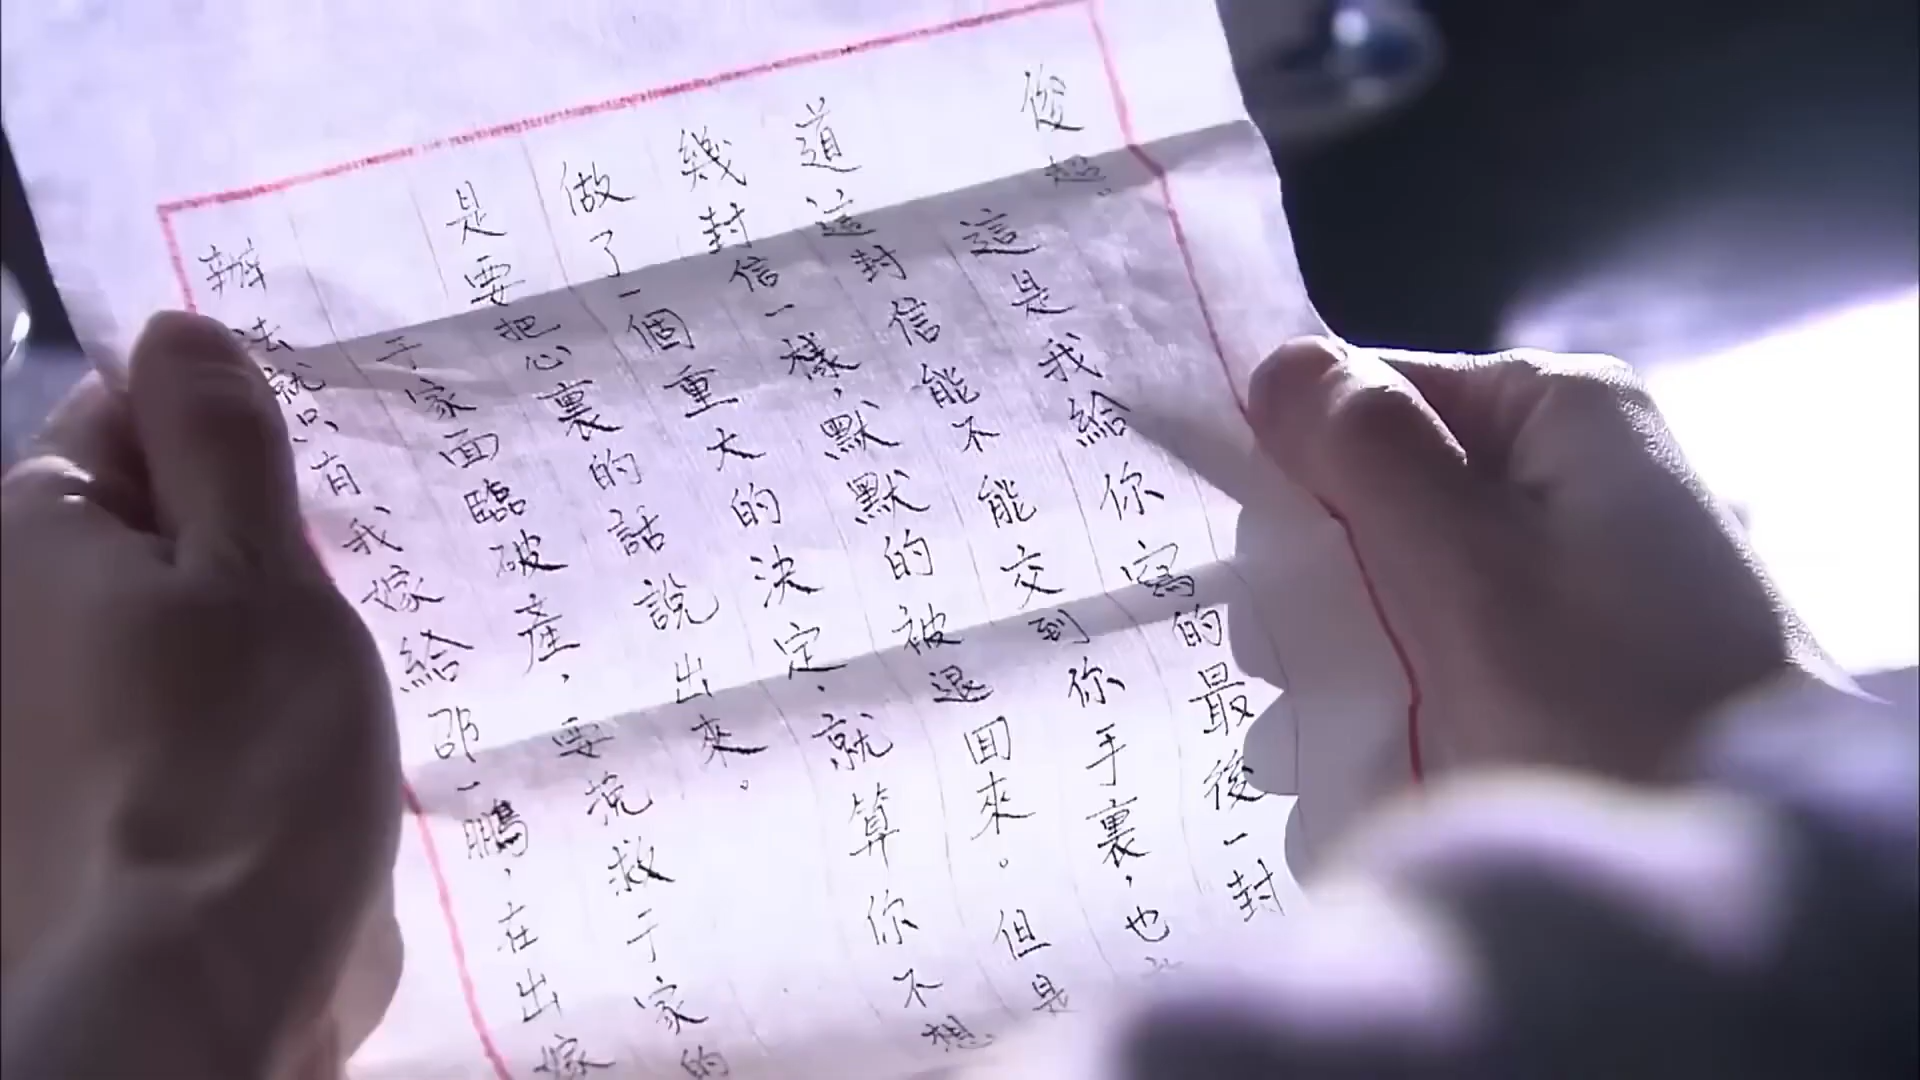 俊超。
這是我給你寫的最後一封
道這封信能不能交到你手裏，也
幾封信一樣，默默的被退回來。但是
做了一個重大的決定，就算你不想
是要把心裏的話說出來。
于家面臨破產，要挽救于家的
辦法就只有我嫁給邵一鵬，在出嫁